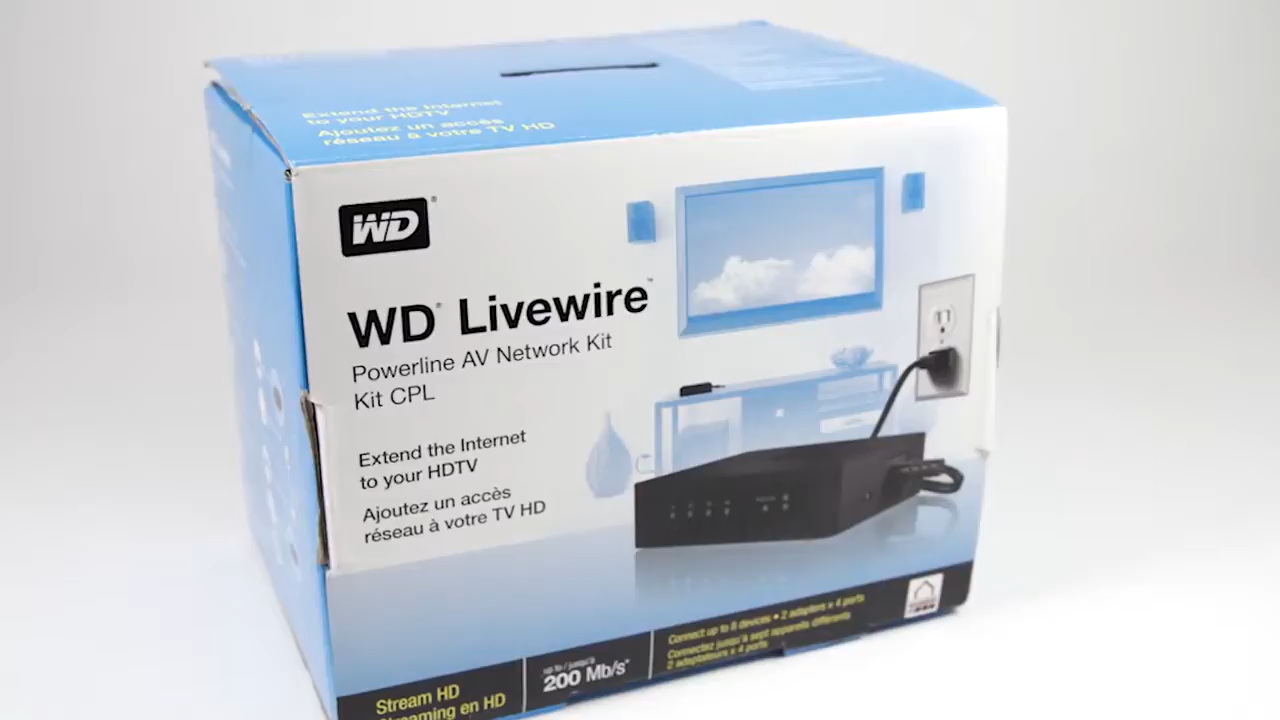 Extend the Internet
to your HDTV
Ajoutez un accès
réseau à votre TV HD
WD®
WD® Livewire™
Powerline AV Network Kit
Kit CPL
Extend the Internet
to your HDTV
Ajoutez un accès
réseau à votre TV HD
Stream HD
Streaming en HD
up to / jusqu'à
200 Mb/s*
Connect up to 8 devices • 2 adapters x 4 ports
Connectez jusqu'à sept appareils différents
2 adaptateurs x 4 ports